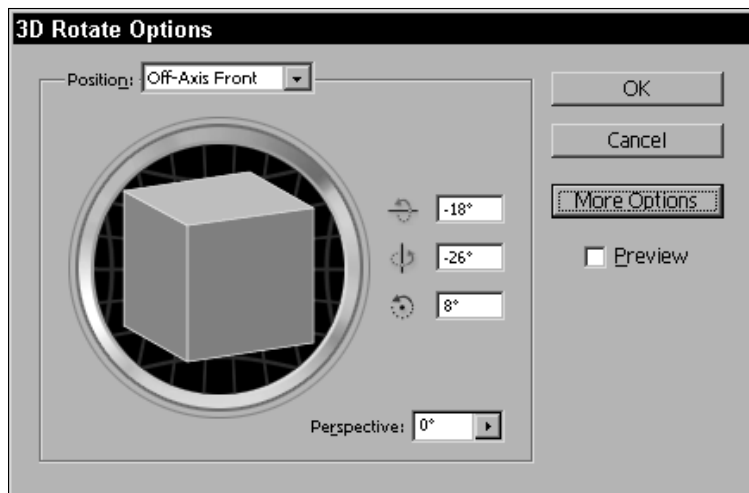 3D Rotate Options
Position: Off-Axis Front
OK
Cancel
More Options
Preview
-18°
-26°
8°
Perspective: 0°